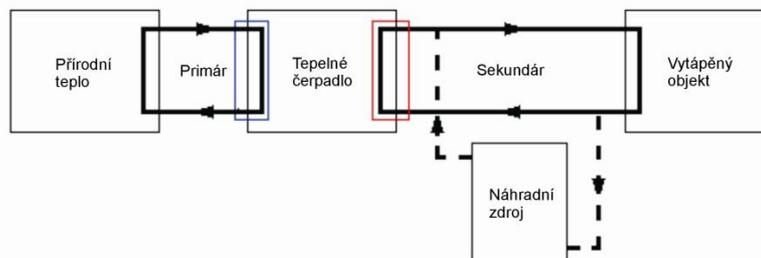 Přírodní
teplo
Primár
Tepelné
čerpadlo
Sekundár
Vytápěný
objekt
Náhradní
zdroj